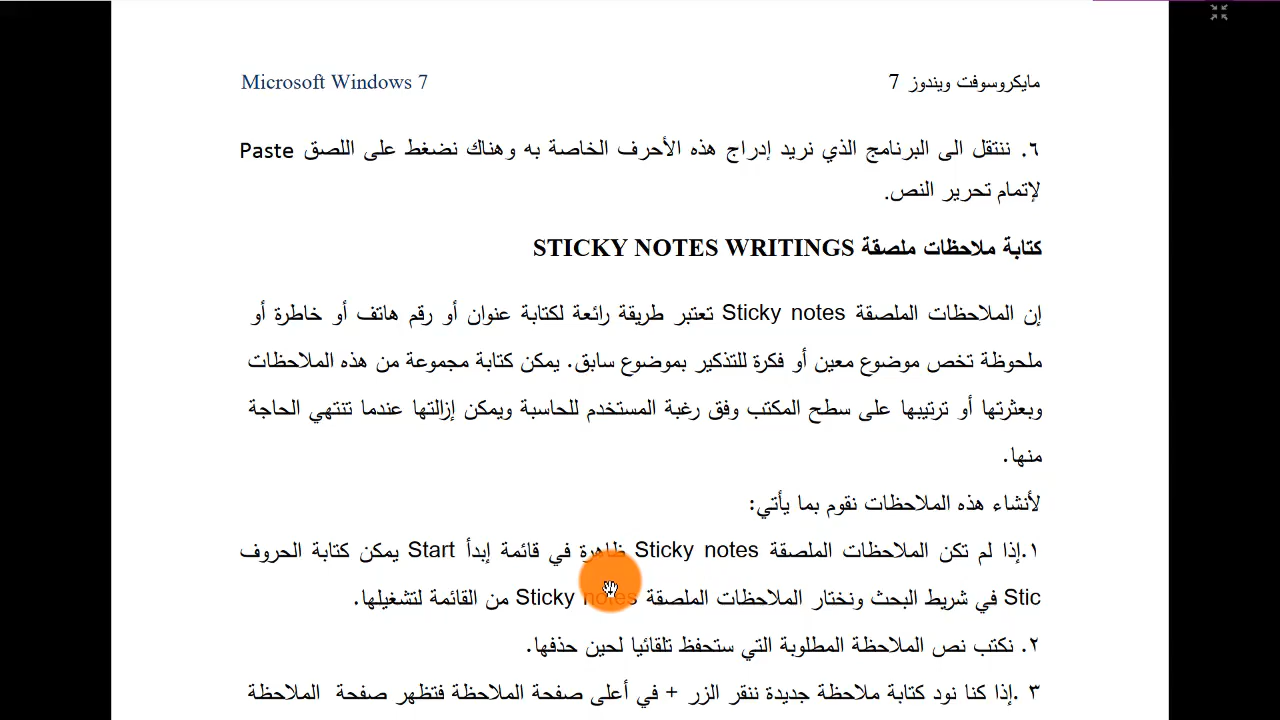 مايكروسوفت ويندوز 7 Microsoft Windows 7
٦. ننتقل الى البرنامج الذي نريد إدراج هذه الأحرف الخاصة به وهناك نضغط على اللصق Paste
لإتمام تحرير النص.
كتابة ملاحظات ملصقة STICKY NOTES WRITINGS
إن الملاحظات الملصقة Sticky notes تعتبر طريقة رائعة لكتابة عنوان أو رقم هاتف أو خاطرة أو
ملحوظة تخص موضوع معين أو فكرة للتذكير بموضوع سابق. يمكن كتابة مجموعة من هذه الملاحظات
وبعثرتها أو ترتيبها على سطح المكتب وفق رغبة المستخدم للحاسبة ويمكن إزالتها عندما تنتهي الحاجة
منها.
لأنشاء هذه الملاحظات نقوم بما يأتي:
١.إذا لم تكن الملاحظات الملصقة Sticky notes ظاهرة في قائمة إبدأ Start يمكن كتابة الحروف
Stic في شريط البحث ونختار الملاحظات الملصقة Sticky notes من القائمة لتشغيلها.
٢. نكتب نص الملاحظة المطلوبة التي ستحفظ تلقائيا لحين حذفها.
٣ .إذا كنا نود كتابة ملاحظة جديدة ننقر الزر + في أعلى صفحة الملاحظة فتظهر صفحة الملاحظة